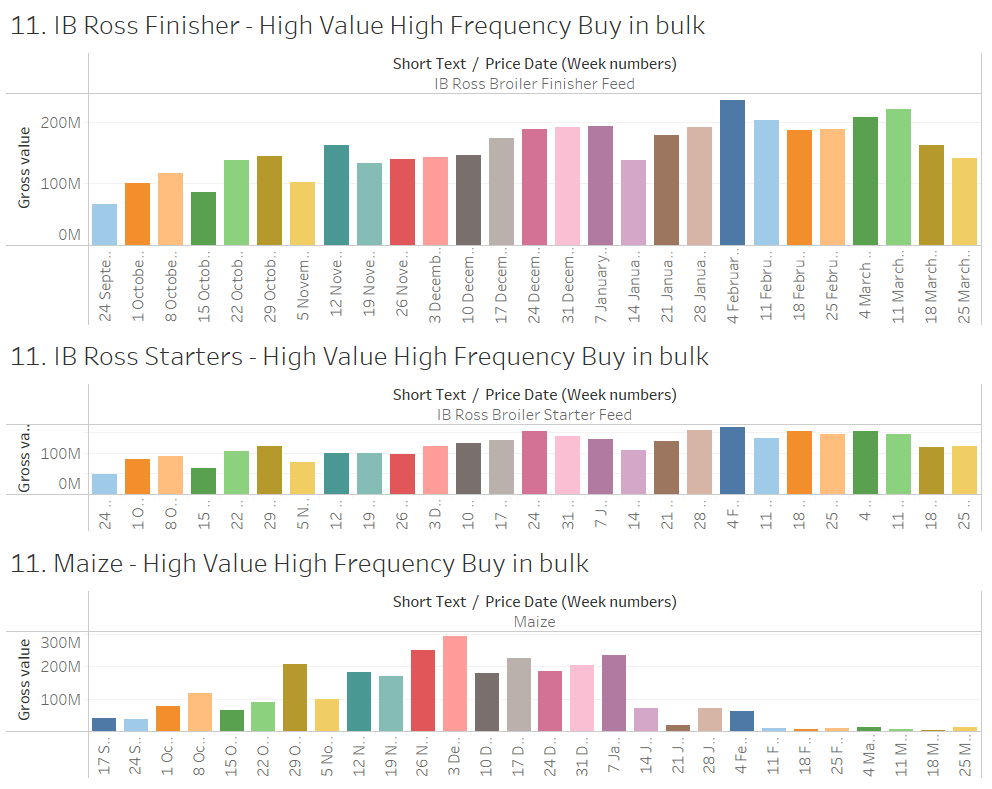 11. IB Ross Finisher - High Value High Frequency Buy in bulk
Short Text / Price Date (Week numbers)
IB Ross Broiler Finisher Feed
Gross value
200M
100M
0M
24 Septe..
1 Octobe..
8 Octobe..
15 Octob..
22 Octob..
29 Octob..
5 Novem..
12 Nove..
19 Nove..
26 Nove..
3 Decemb..
10 Decem..
17 Decem..
24 Decem..
31 Decem..
7 January..
14 Janua..
21 Janua..
28 Janua..
4 Februar..
11 Febru..
18 Febru..
25 Febru..
4 March ..
11 March..
18 March..
25 March..
11. IB Ross Starters - High Value High Frequency Buy in bulk
Short Text / Price Date (Week numbers)
IB Ross Broiler Starter Feed
Gross va..
100M
0M
24 ..
1 O..
8 O..
15 ..
22 ..
29 ..
5 N..
12 ..
19 ..
26 ..
3 D..
10 ..
17 ..
24 ..
31 ..
7 J..
14 ..
21 ..
28 ..
4 F..
11 ..
18 ..
25 ..
4 ..
11 ..
18 ..
25 ..
11. Maize - High Value High Frequency Buy in bulk
Short Text / Price Date (Week numbers)
Maize
Gross value
300M
200M
100M
17 S..
24 S..
1 Oc..
8 Oc..
15 O..
22 O..
29 O..
5 No..
12 N..
19 N..
26 N..
3 De..
10 D..
17 D..
24 D..
31 D..
7 Ja..
14 J..
21 J..
28 J..
4 Fe..
11 F..
18 F..
25 F..
4 Ma..
11 M..
18 M..
25 M..